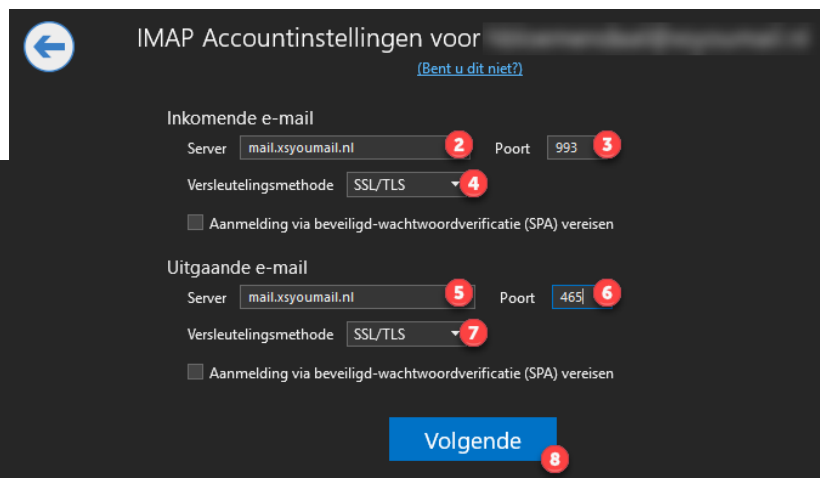 IMAP Accountinstellingen voor
(Bent u dit niet?)
Inkomende e-mail
Server mail.xsyoumail.nl 2 Poort 993 3
Versleutelingsmethode SSL/TLS 4
Aanmelding via beveiligd-wachtwoordverificatie (SPA) vereisen
Uitgaande e-mail
Server mail.xsyoumail.nl 5 Poort 465 6
Versleutelingsmethode SSL/TLS 7
Aanmelding via beveiligd-wachtwoordverificatie (SPA) vereisen
Volgende 8